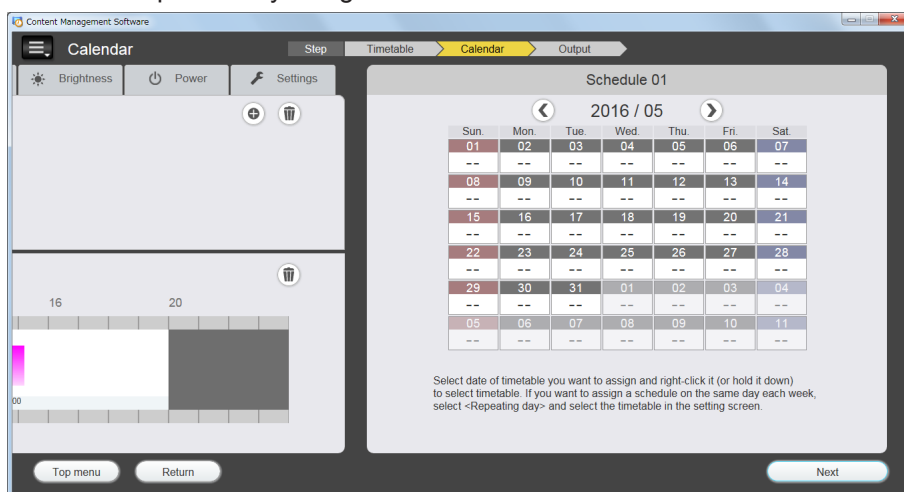 Content Management Software
Calendar
Step
Timetable
Calendar
Output
Brightness
Power
Settings
16
20
00
Schedule 01
2016 / 05
Sun. Mon. Tue. Wed. Thu. Fri. Sat.
01 02 03 04 05 06 07
-- -- -- -- -- -- --
08 09 10 11 12 13 14
-- -- -- -- -- -- --
15 16 17 18 19 20 21
-- -- -- -- -- -- --
22 23 24 25 26 27 28
-- -- -- -- -- -- --
29 30 31 01 02 03 04
-- -- -- -- -- -- --
05 06 07 08 09 10 11
-- -- -- -- -- -- --
Select date of timetable you want to assign and right-click it (or hold it down)
to select timetable. If you want to assign a schedule on the same day each week,
select <Repeating day> and select the timetable in the setting screen.
Top menu
Return
Next